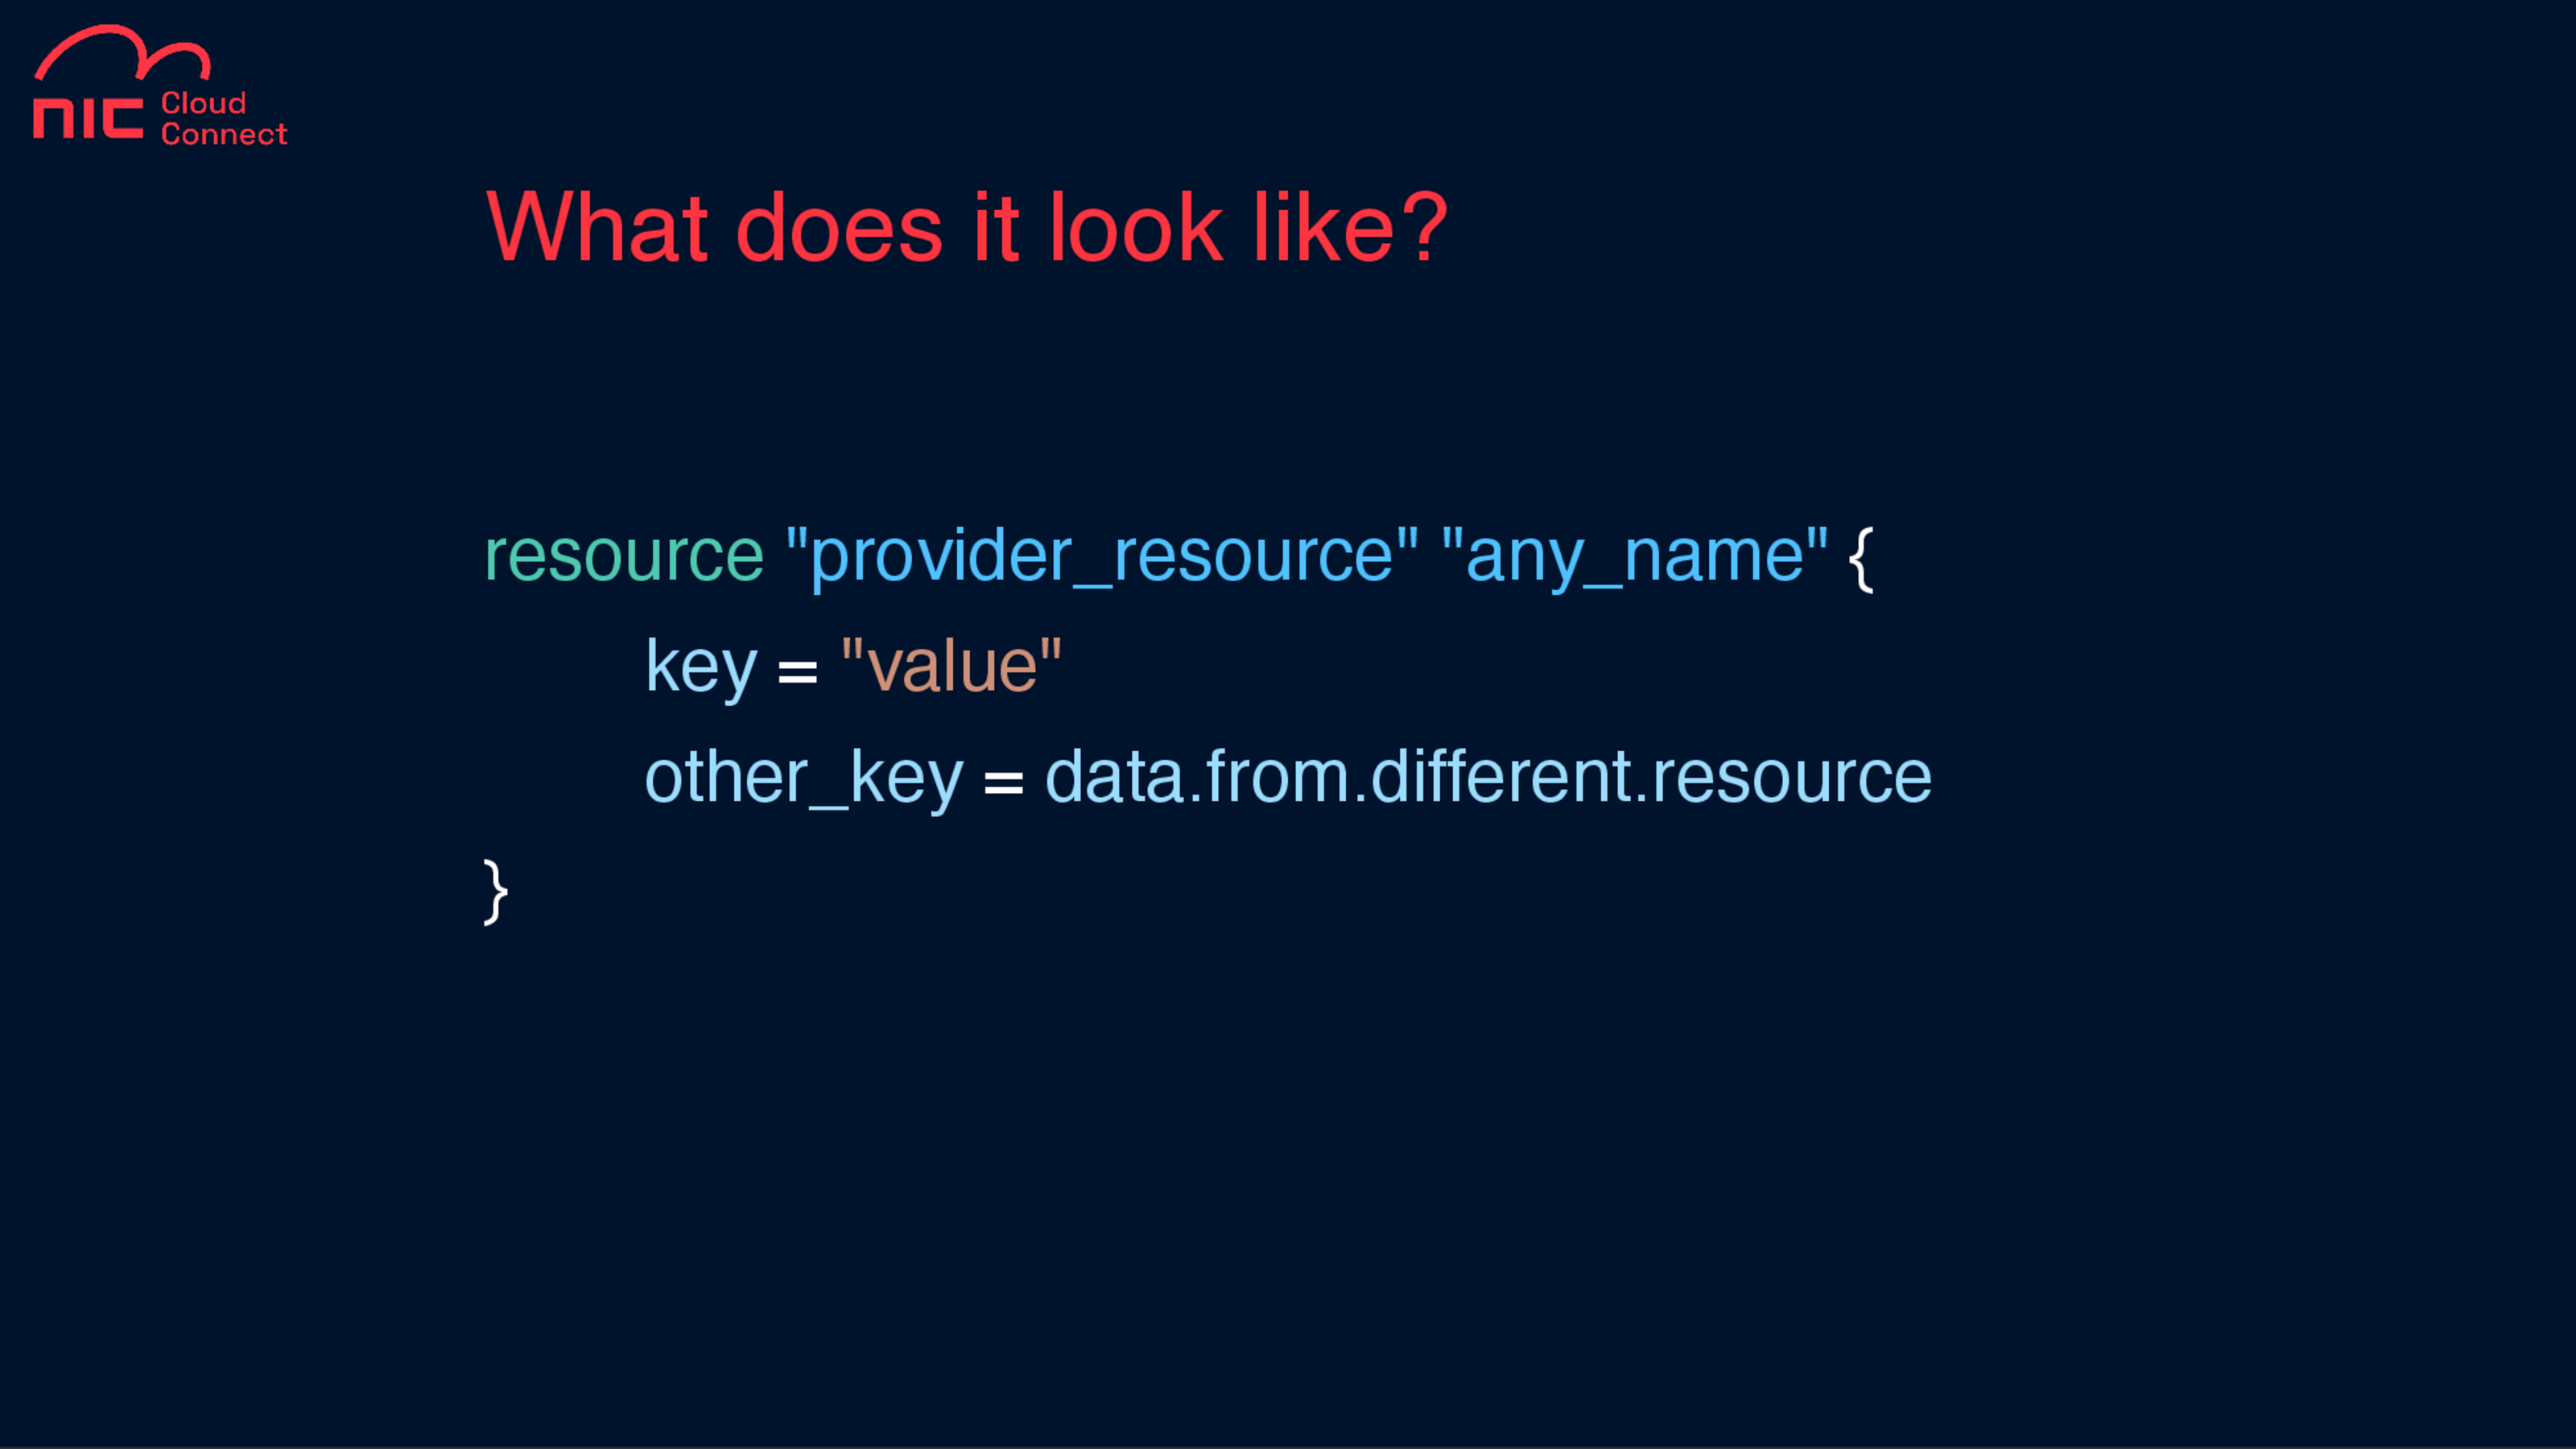 NIC Cloud
Connect
What does it look like?
resource "provider_resource" "any_name" {
key = "value"
other_key = data.from.different.resource
}